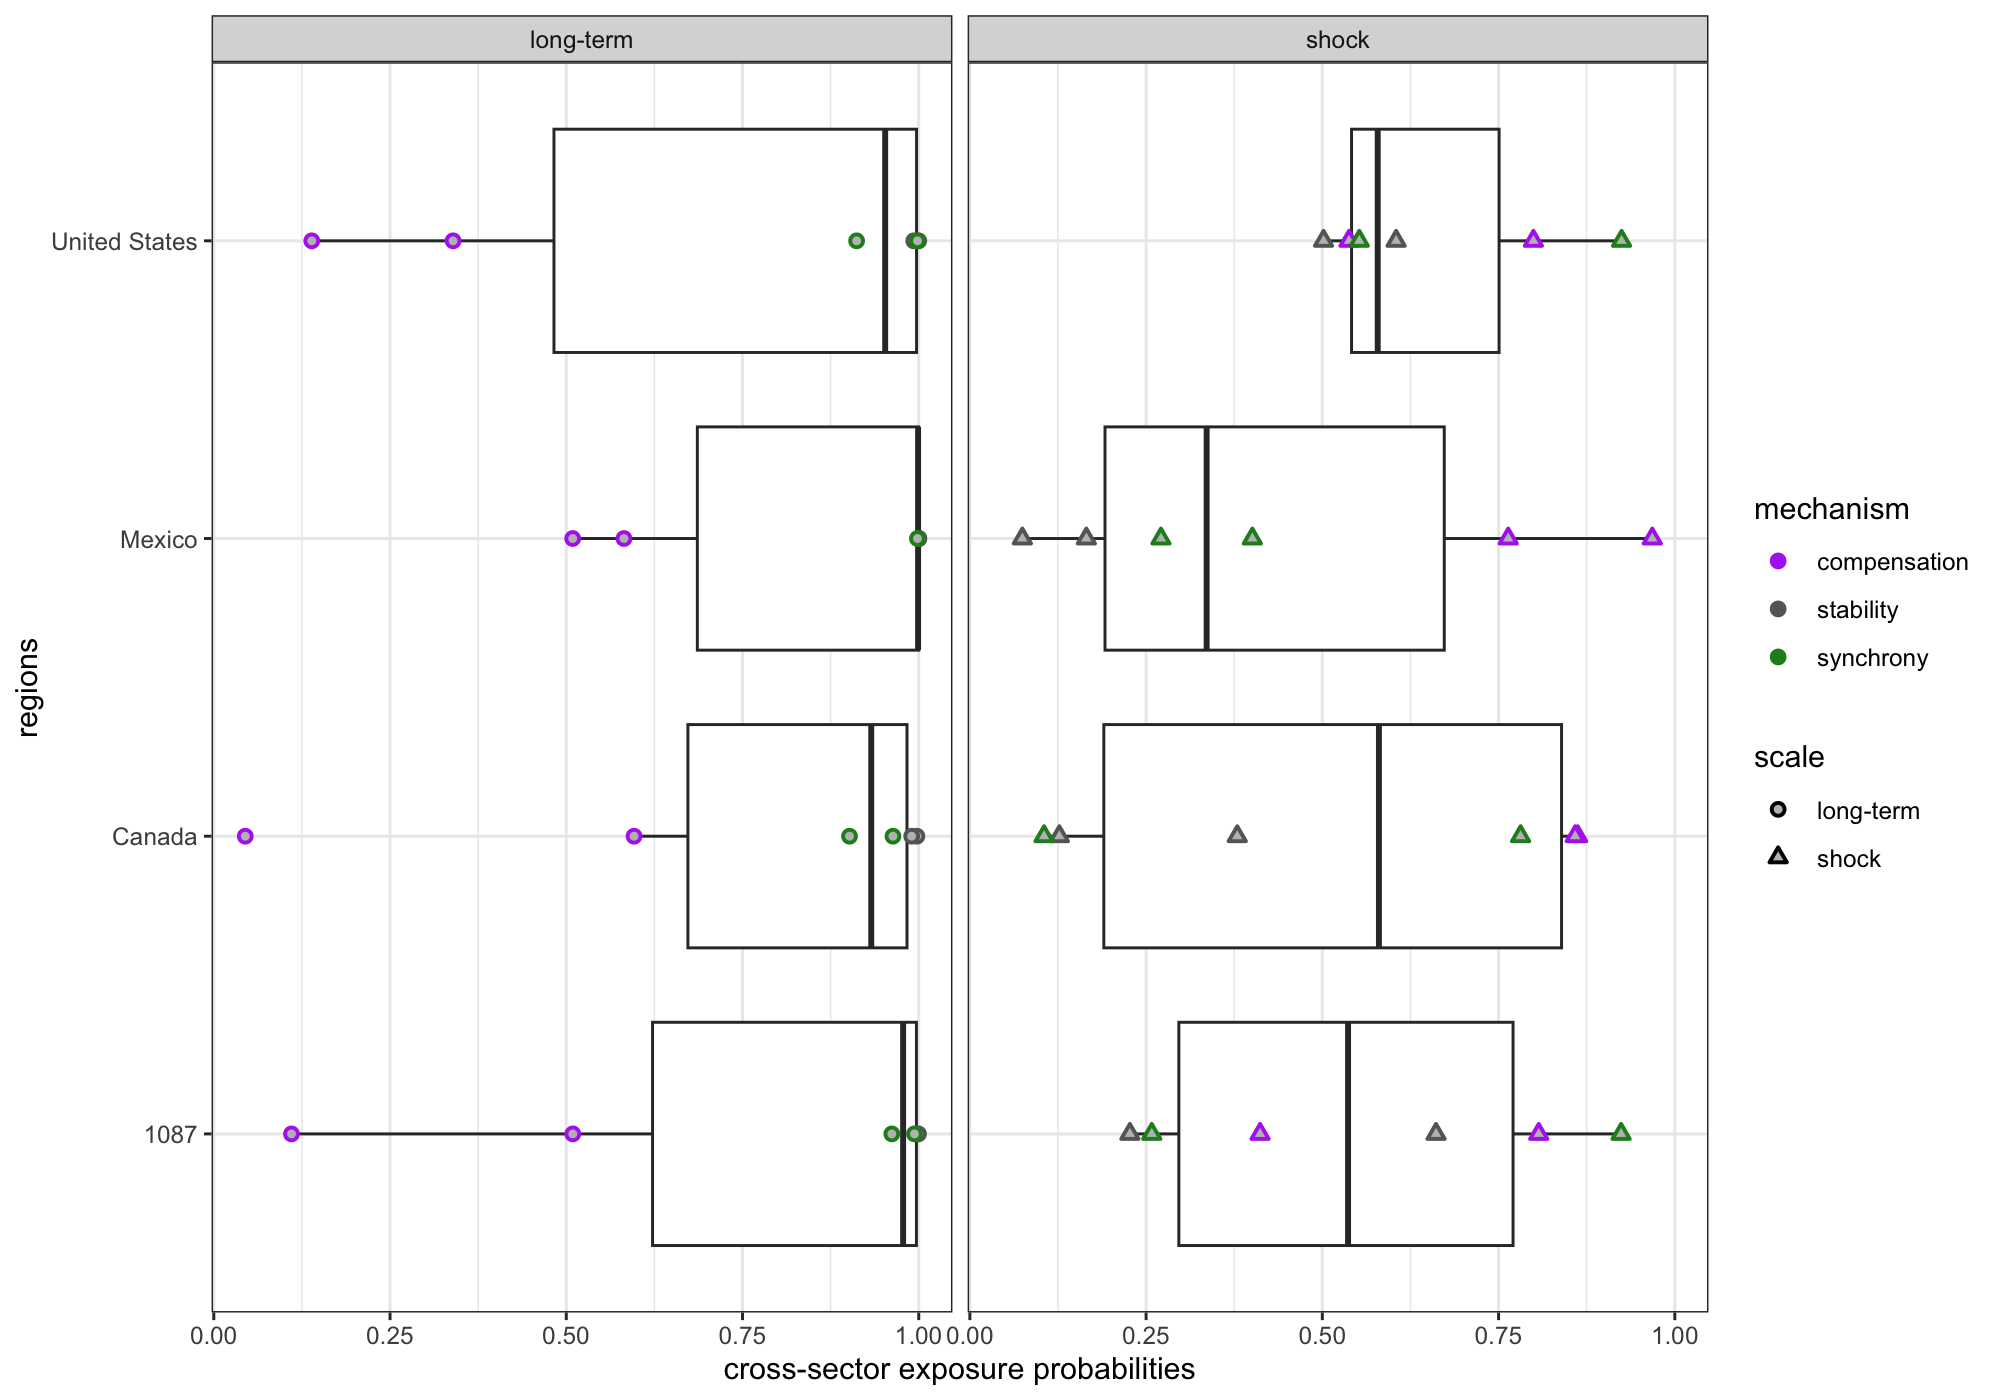 long-term
shock
United States
Mexico
Canada
1087
regions
0.00 0.25 0.50 0.75 1.00
0.00 0.25 0.50 0.75 1.00
cross-sector exposure probabilities
mechanism
compensation
stability
synchrony
scale
long-term
shock